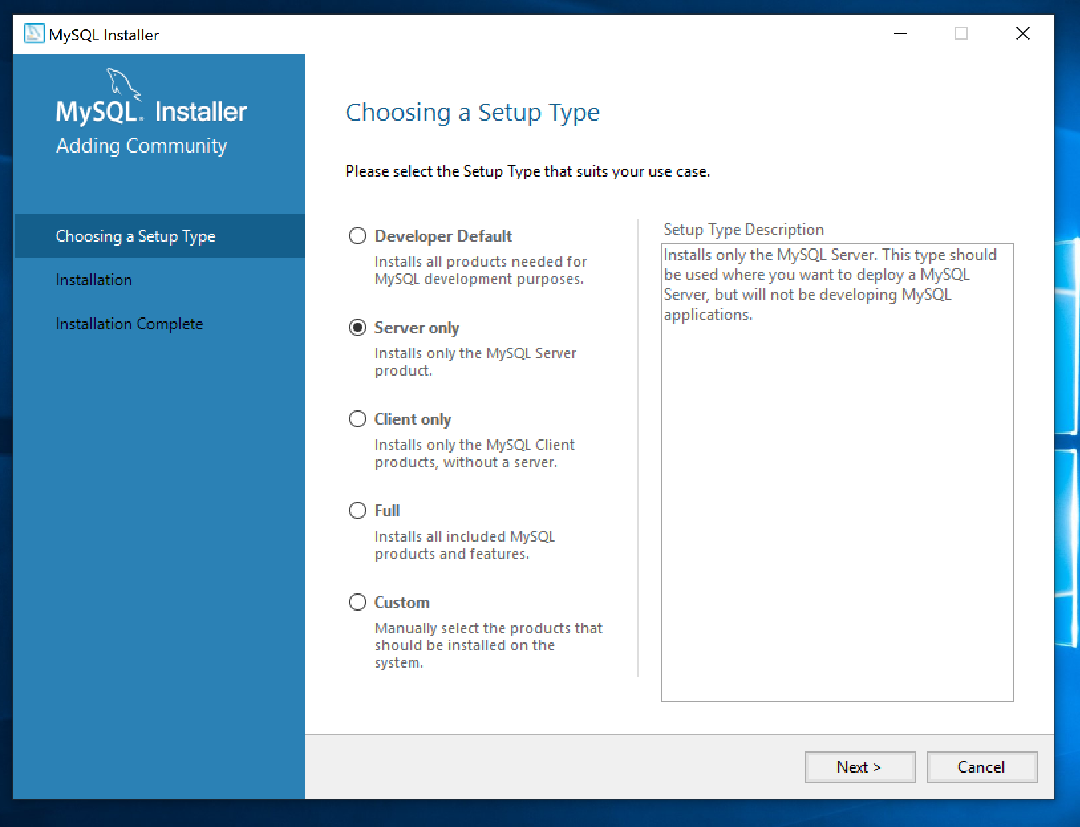 MySQL Installer
MySQL. Installer
Adding Community
Choosing a Setup Type
Installation
Installation Complete
Choosing a Setup Type
Please select the Setup Type that suits your use case.
Developer Default
Installs all products needed for
MySQL development purposes.
Server only
Installs only the MySQL Server
product.
Client only
Installs only the MySQL Client
products, without a server.
Full
Installs all included MySQL
products and features.
Custom
Manually select the products that
should be installed on the
system.
Setup Type Description
Installs only the MySQL Server. This type should
be used where you want to deploy a MySQL
Server, but will not be developing MySQL
applications.
Next >
Cancel